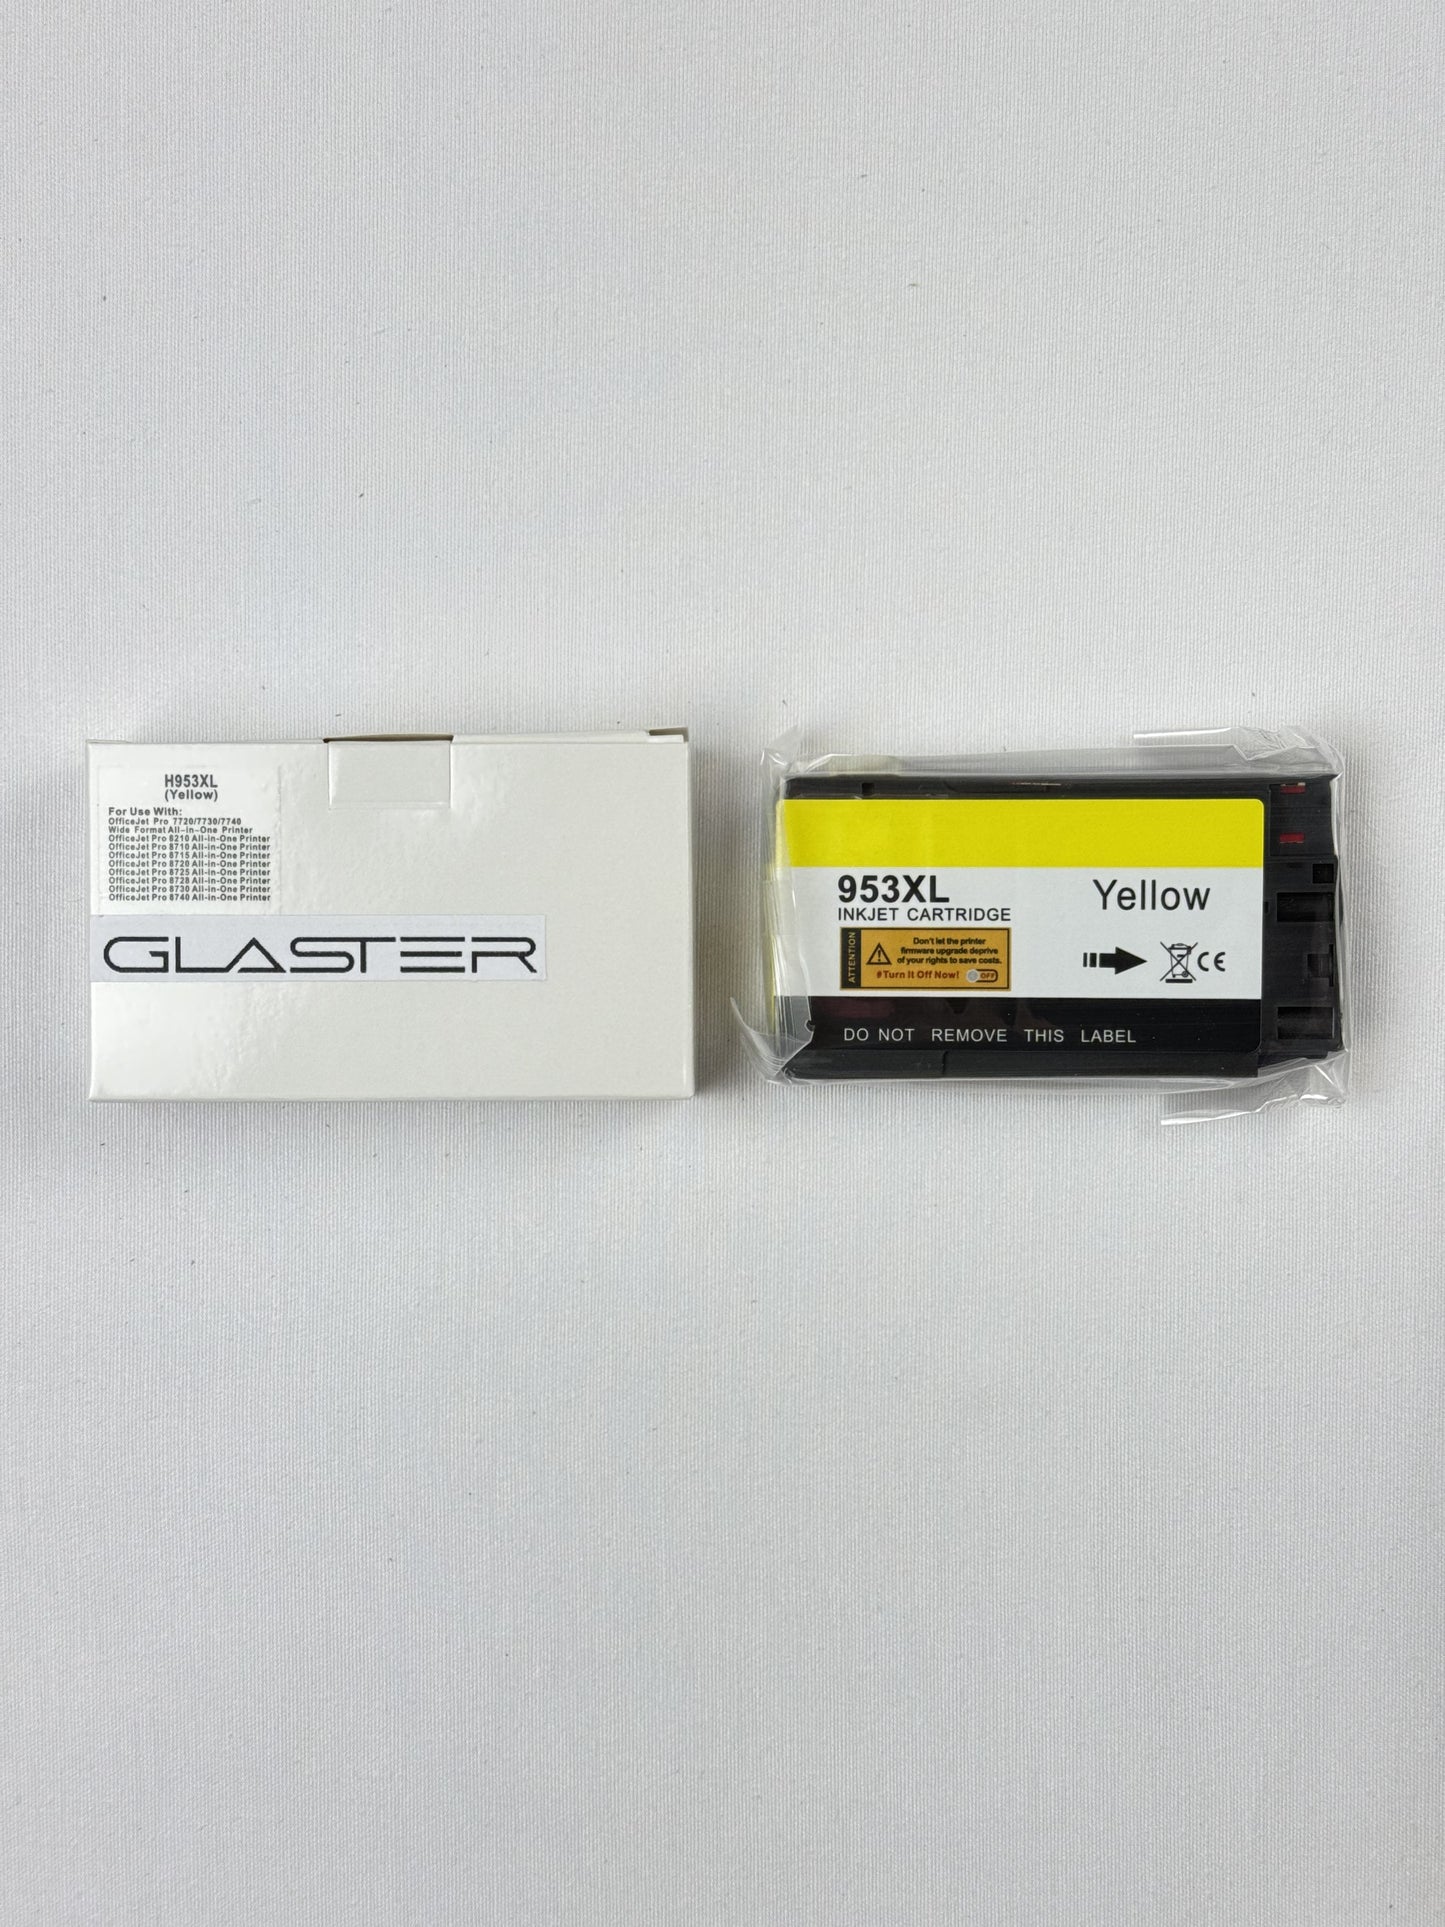 H953XL
(Yellow)
For Use With:
OfficeJet Pro 7720/7730/7740
Wide Format All-in-One Printer
OfficeJet Pro 8210 All-in-One Printer
OfficeJet Pro 8710 All-in-One Printer
OfficeJet Pro 8715 All-in-One Printer
OfficeJet Pro 8720 All-in-One Printer
OfficeJet Pro 8725 All-in-One Printer
OfficeJet Pro 8728 All-in-One Printer
OfficeJet Pro 8730 All-in-One Printer
OfficeJet Pro 8740 All-in-One Printer
GLASTER
953XL
INKJET CARTRIDGE
Yellow
ATTENTION
Don't let the printer
firmware upgrade deprive
of your rights to save costs.
#Turn It Off Now! OFF
CE
DO NOT REMOVE THIS LABEL